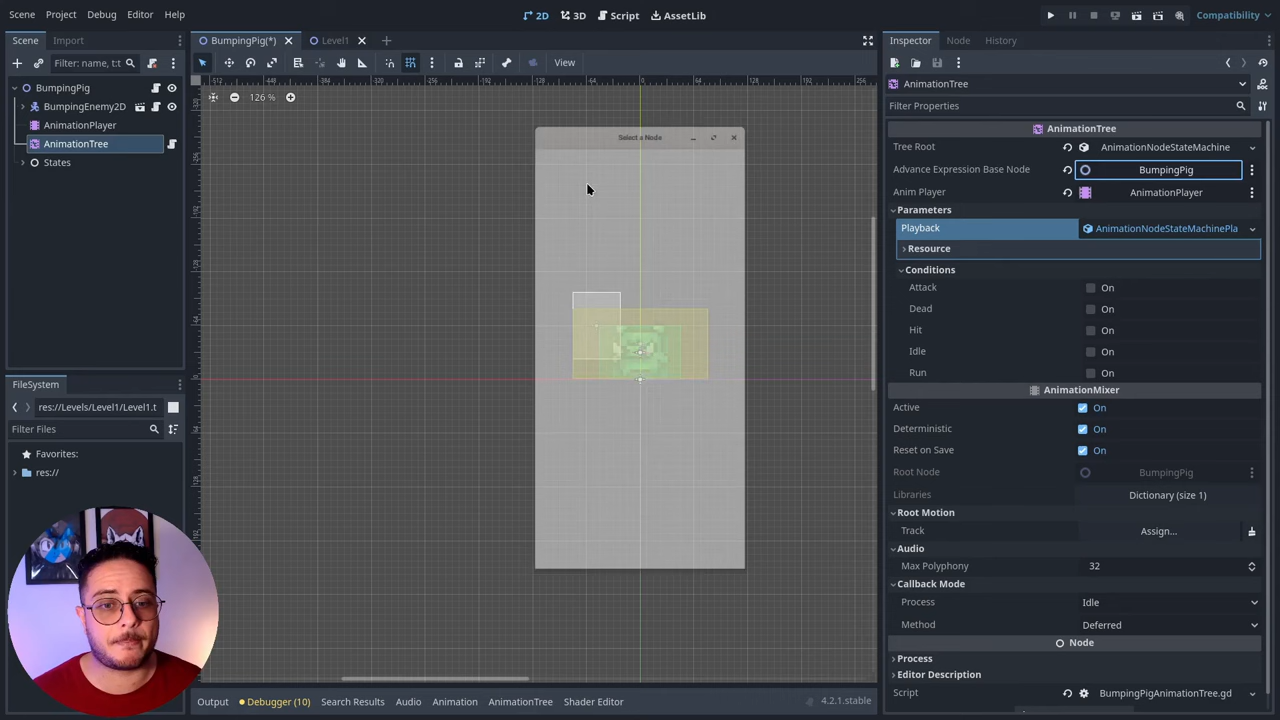 Scene Project Debug Editor Help
2D 3D Script AssetLib
Compatibility
Scene Import
BumpingPig(*) Level1
Inspector Node History
Filter: name, t:t
View
AnimationTree
BumpingPig
BumpingEnemy2D
AnimationPlayer
AnimationTree
States
126 %
Select a Node
Filter Properties
AnimationTree
Tree Root AnimationNodeStateMachine
Advance Expression Base Node BumpingPig
Anim Player AnimationPlayer
Parameters
Playback AnimationNodeStateMachinePla
Resource
Conditions
Attack On
Dead On
Hit On
Idle On
Run On
AnimationMixer
Active On
Deterministic On
Reset on Save On
Root Node BumpingPig
Libraries Dictionary (size 1)
Root Motion
Track Assign...
Audio
Max Polyphony 32
Callback Mode
Process Idle
Method Deferred
Node
Process
Editor Description
Script BumpingPigAnimationTree.gd
FileSystem
res://Levels/Level1/Level1.t
Filter Files
Favorites:
res://
Output Debugger (10) Search Results Audio Animation AnimationTree Shader Editor 4.2.1.stable